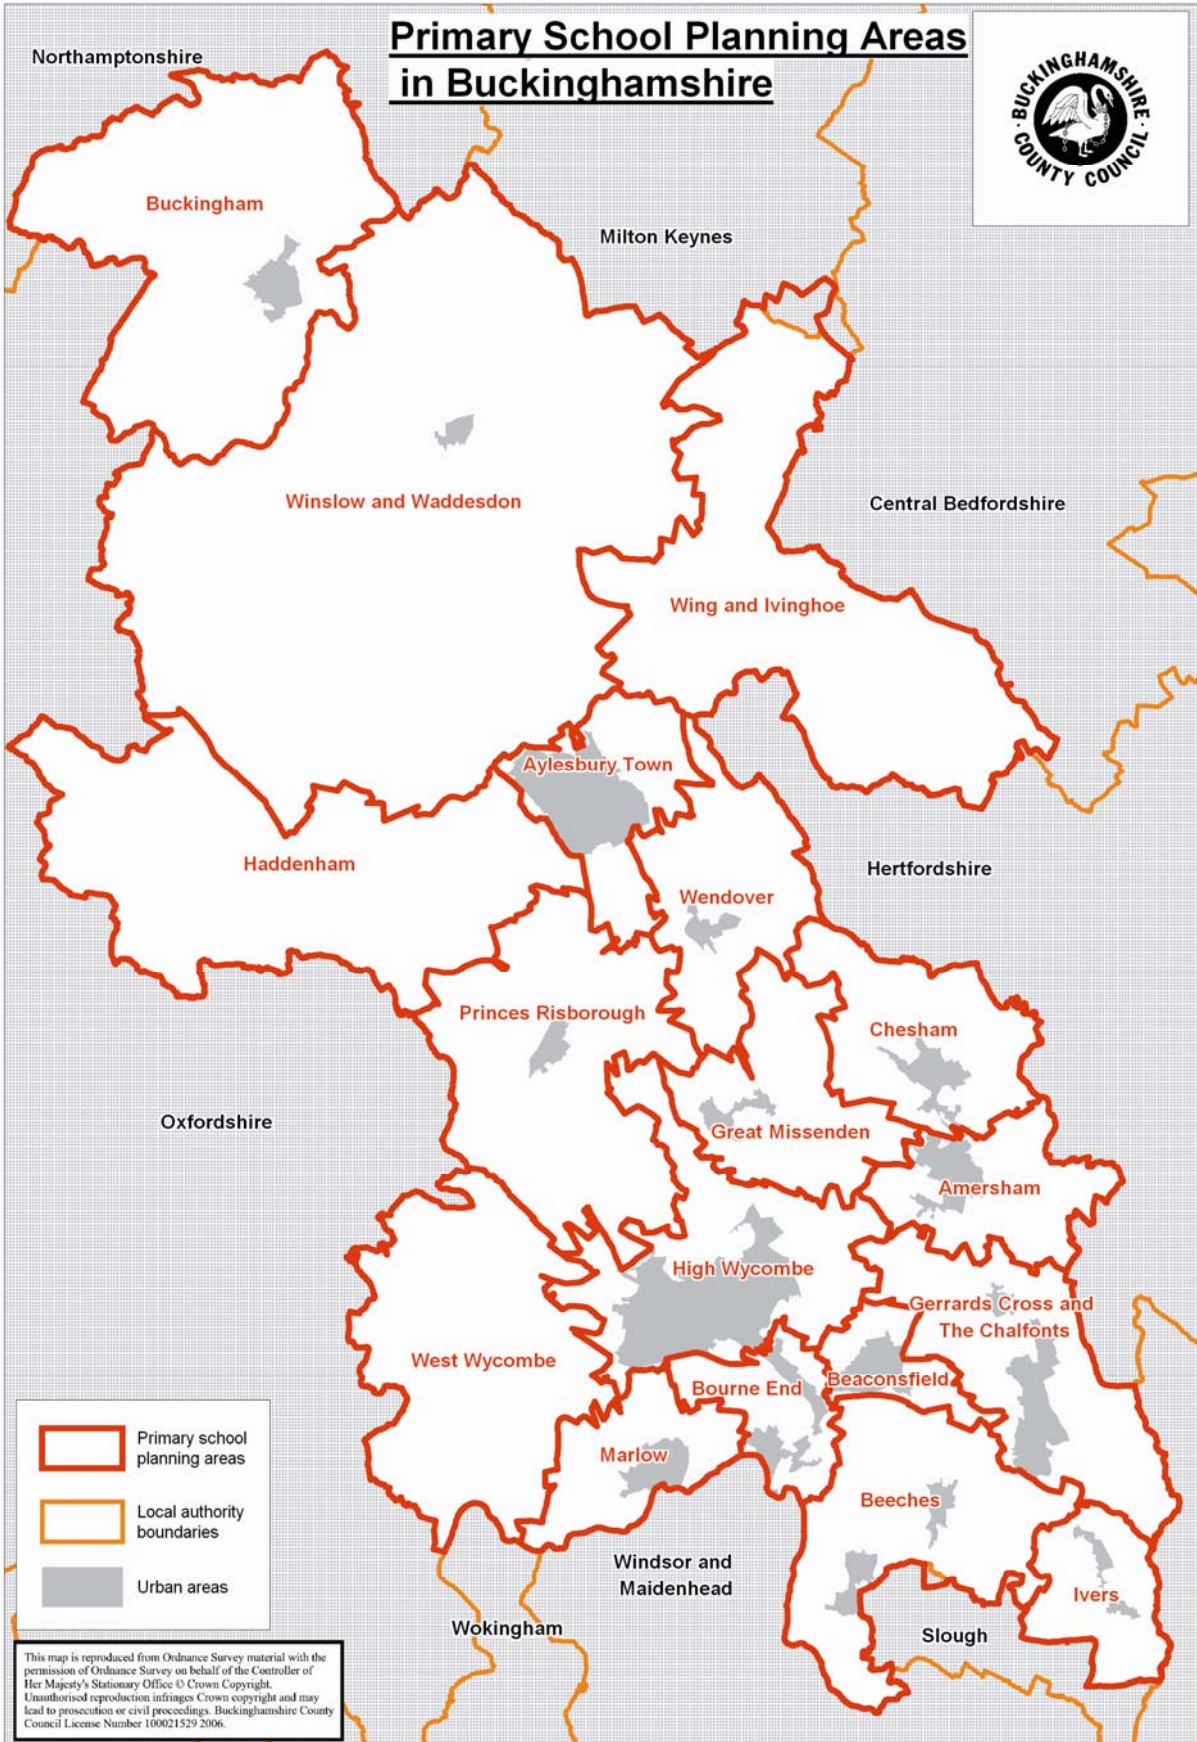 Primary School Planning Areas
in Buckinghamshire
BUCKINGHAMSHIRE
COUNTY COUNCIL
Northamptonshire
Buckingham
Milton Keynes
Winslow and Waddesdon
Central Bedfordshire
Wing and Ivinghoe
Aylesbury Town
Haddenham
Hertfordshire
Wendover
Princes Risborough
Chesham
Oxfordshire
Great Missenden
Amersham
High Wycombe
Gerrards Cross and
The Chalfonts
West Wycombe
Bourne End
Beaconsfield
Marlow
Beeches
Windsor and
Maidenhead
Ivers
Wokingham
Slough
Primary school
planning areas
Local authority
boundaries
Urban areas
This map is reproduced from Ordnance Survey material with the
permission of Ordnance Survey on behalf of the Controller of
Her Majesty's Stationary Office © Crown Copyright.
Unauthorised reproduction infringes Crown copyright and may
lead to prosecution or civil proceedings. Buckinghamshire County
Council License Number 100021529 2006.